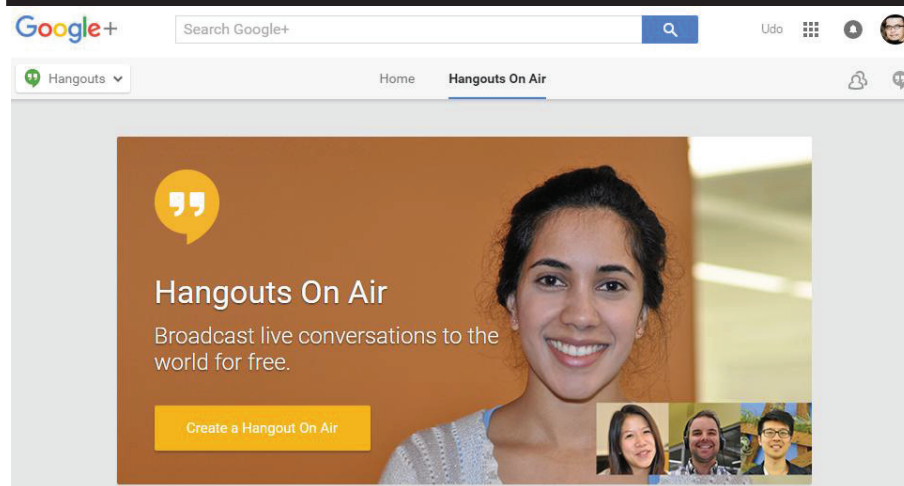 Google+
Search Google+
Udo
Hangouts
Home
Hangouts On Air
Hangouts On Air
Broadcast live conversations to the
world for free.
Create a Hangout On Air